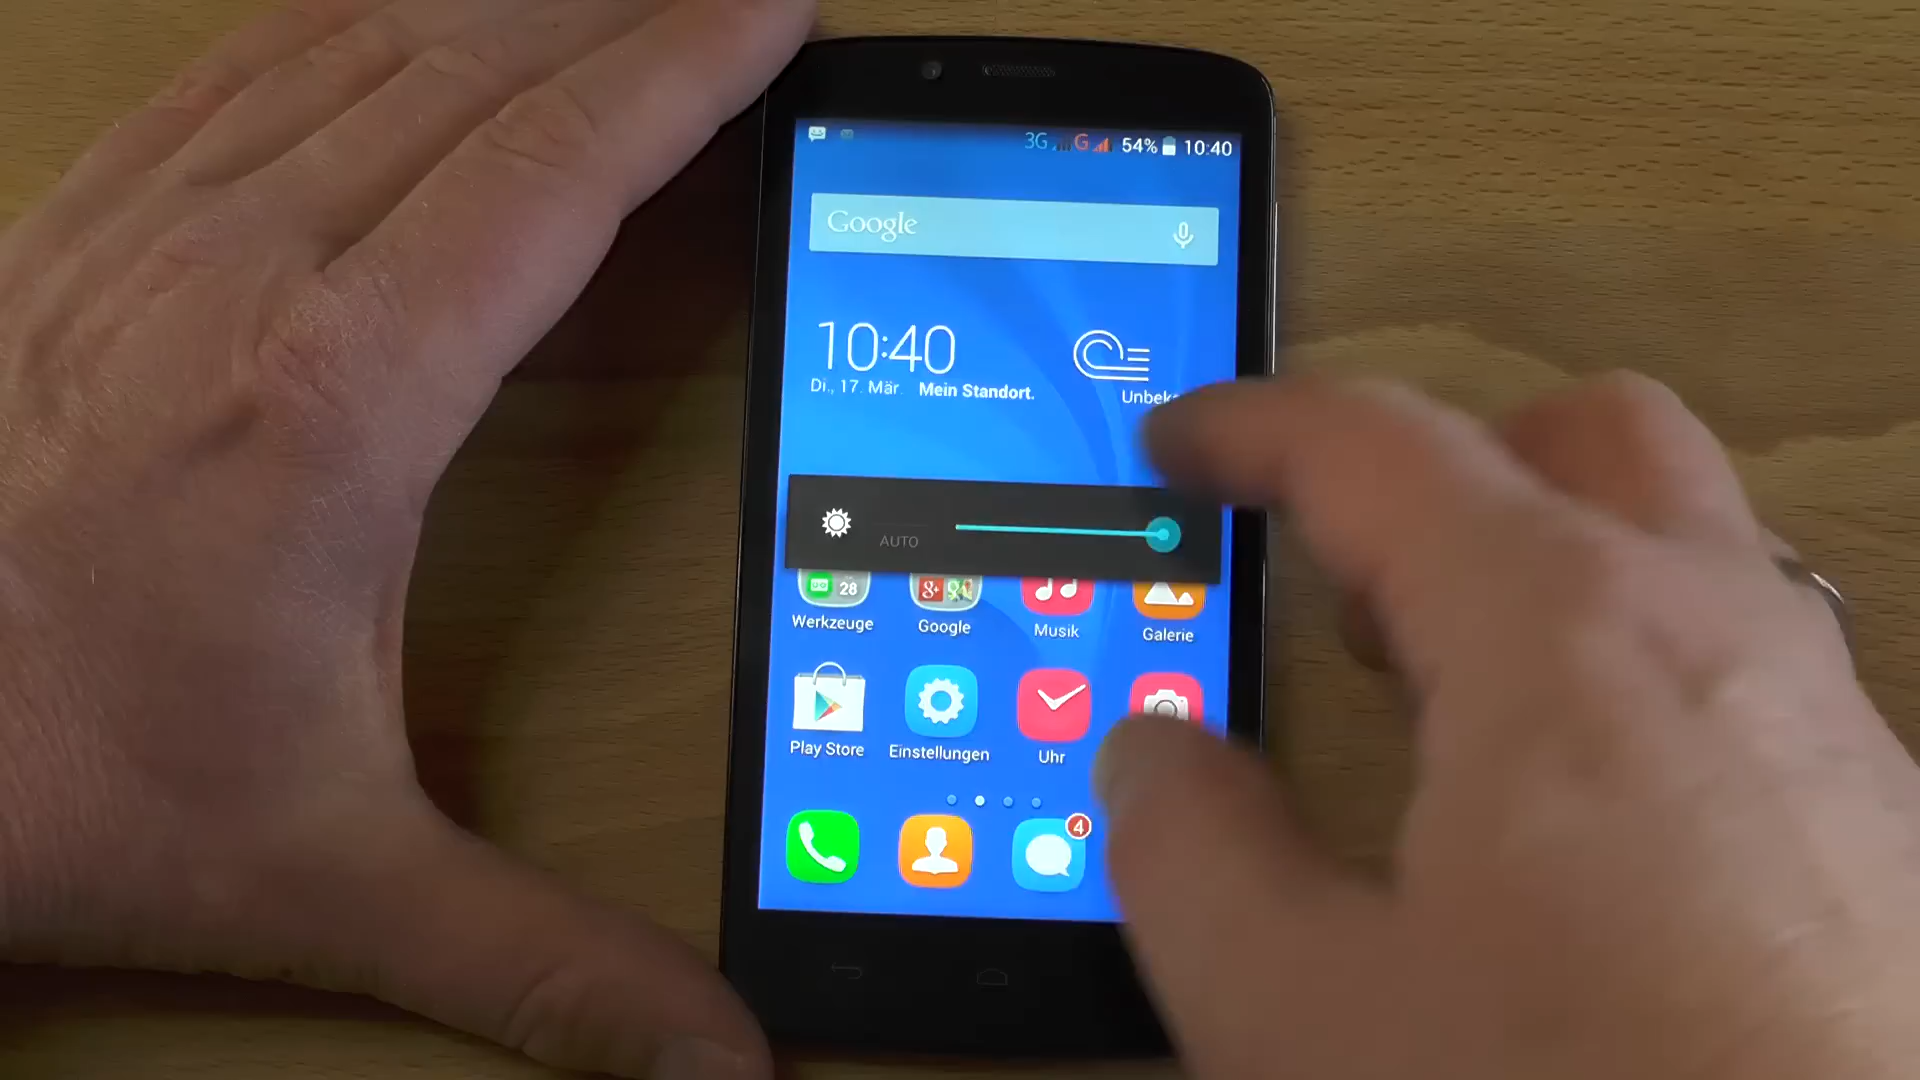 3G G 54% 10:40
Google
10:40
Di., 17. Mär. Mein Standort.
AUTO
28
Werkzeuge Google Musik Galerie
Play Store Einstellungen Uhr
4